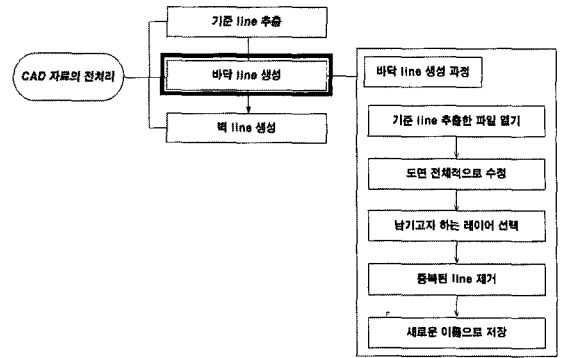 기준 line 추출
CAD 자료의 전처리
바닥 line 생성
벽 line 생성
바닥 line 생성 과정
기준 line 추출한 파일 열기
도면 전체적으로 수정
남기고자 하는 레이어 선택
중복된 line 제거
새로운 이름으로 저장